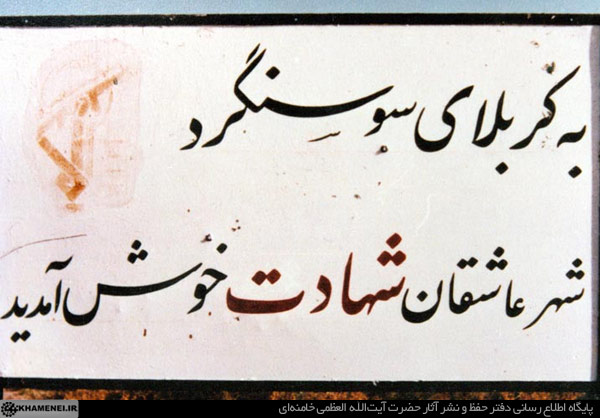 به کربلای سوسنگرد
شهر عاشقان شهادت خوش آمدید
KHAMENEI.IR
پایگاه اطلاع رسانی دفتر حفظ و نشر آثار حضرت آیت‌الله العظمی خامنه‌ای